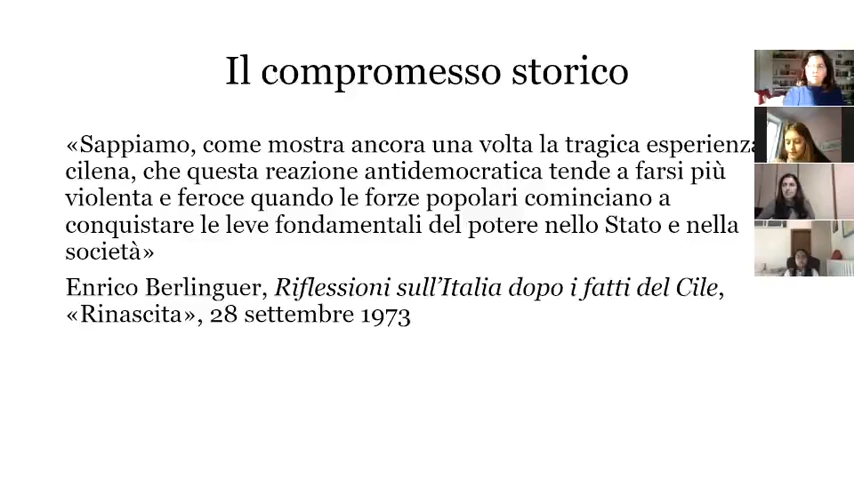 Il compromesso storico
«Sappiamo, come mostra ancora una volta la tragica esperienza
cilena, che questa reazione antidemocratica tende a farsi più
violenta e feroce quando le forze popolari cominciano a
conquistare le leve fondamentali del potere nello Stato e nella
società»
Enrico Berlinguer, Riflessioni sull’Italia dopo i fatti del Cile,
«Rinascita», 28 settembre 1973